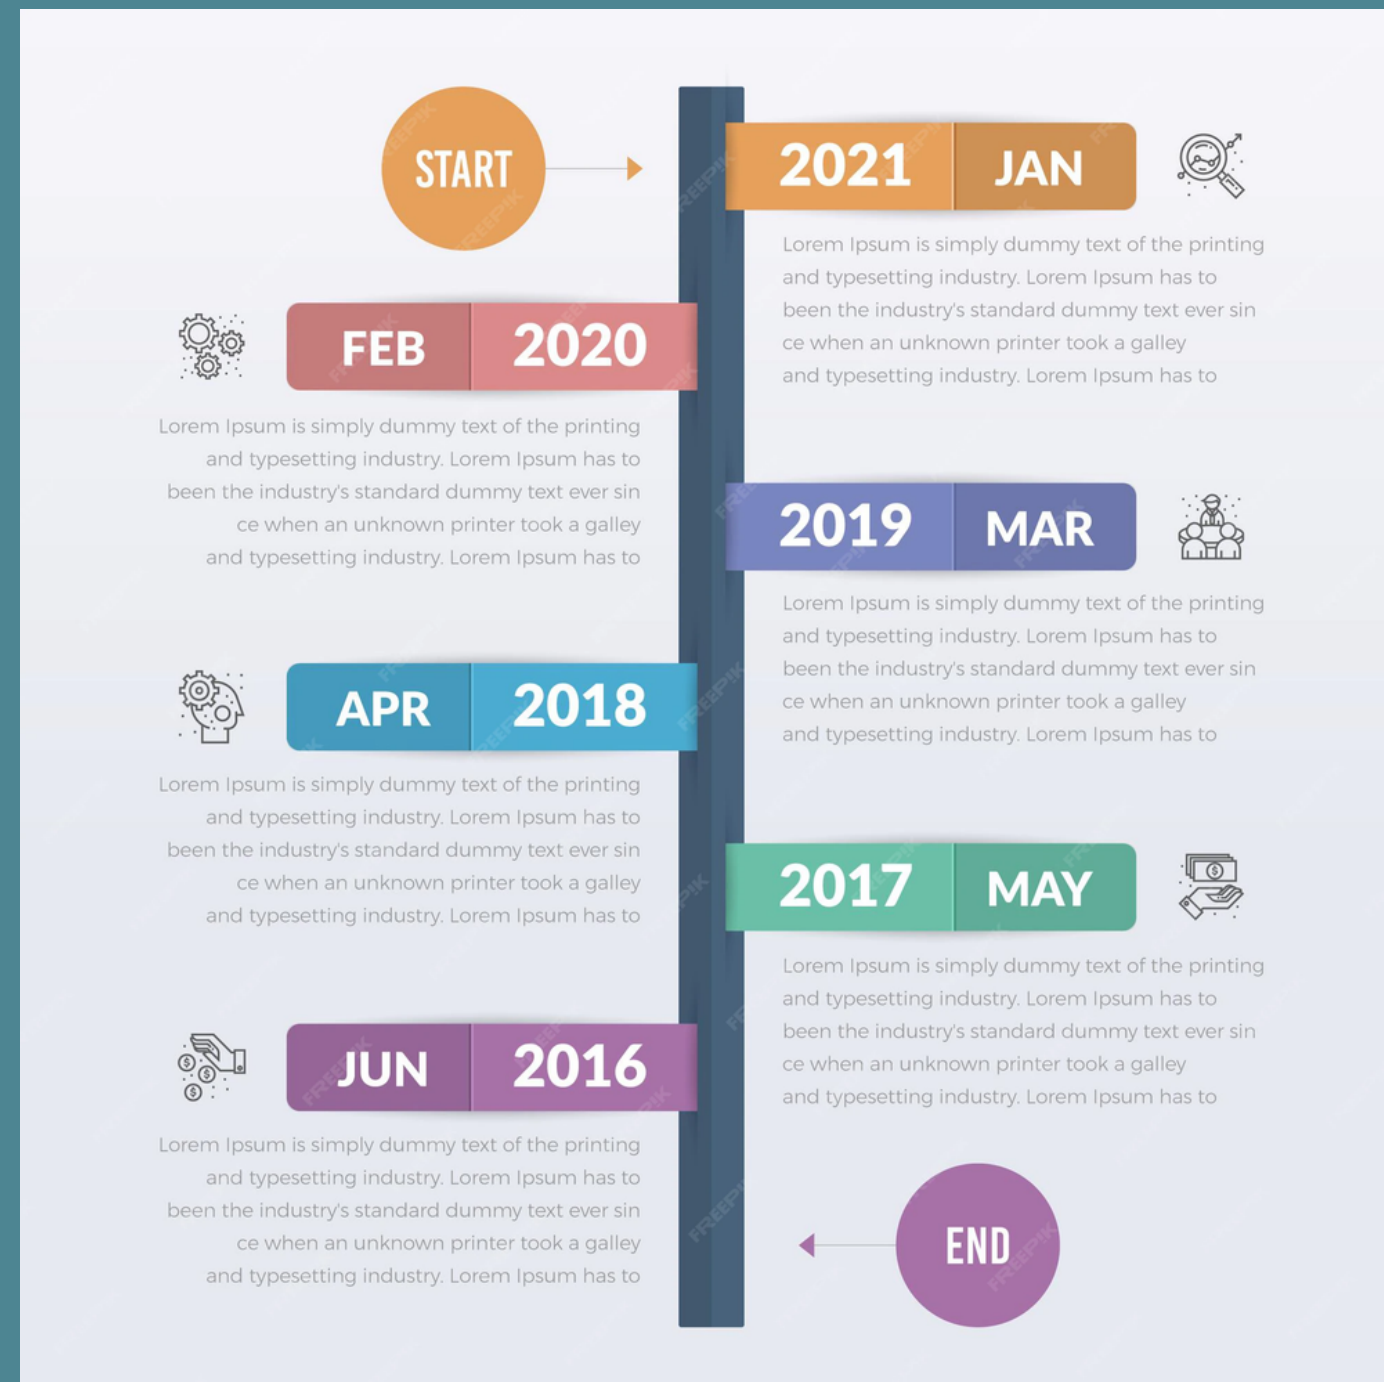 START
2021 JAN
Lorem Ipsum is simply dummy text of the printing
and typesetting industry. Lorem Ipsum has to
been the industry's standard dummy text ever sin
ce when an unknown printer took a galley
and typesetting industry. Lorem Ipsum has to
FEB 2020
Lorem Ipsum is simply dummy text of the printing
and typesetting industry. Lorem Ipsum has to
been the industry's standard dummy text ever sin
ce when an unknown printer took a galley
and typesetting industry. Lorem Ipsum has to
2019 MAR
Lorem Ipsum is simply dummy text of the printing
and typesetting industry. Lorem Ipsum has to
been the industry's standard dummy text ever sin
ce when an unknown printer took a galley
and typesetting industry. Lorem Ipsum has to
APR 2018
Lorem Ipsum is simply dummy text of the printing
and typesetting industry. Lorem Ipsum has to
been the industry's standard dummy text ever sin
ce when an unknown printer took a galley
and typesetting industry. Lorem Ipsum has to
2017 MAY
Lorem Ipsum is simply dummy text of the printing
and typesetting industry. Lorem Ipsum has to
been the industry's standard dummy text ever sin
ce when an unknown printer took a galley
and typesetting industry. Lorem Ipsum has to
JUN 2016
Lorem Ipsum is simply dummy text of the printing
and typesetting industry. Lorem Ipsum has to
been the industry's standard dummy text ever sin
ce when an unknown printer took a galley
and typesetting industry. Lorem Ipsum has to
END
FREEPIK